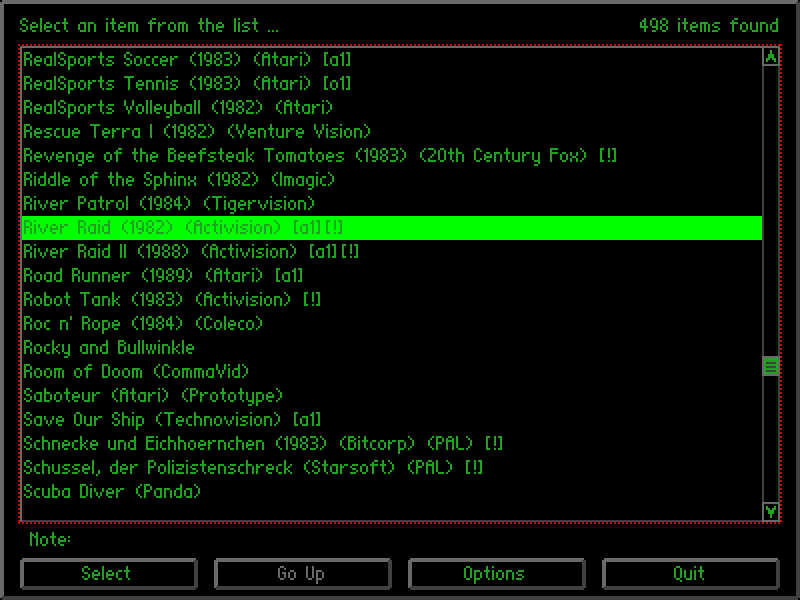 Select an item from the list ... 498 items found
RealSports Soccer (1983) (Atari) [a1]
RealSports Tennis (1983) (Atari) [o1]
RealSports Volleyball (1982) (Atari)
Rescue Terra I (1982) (Venture Vision)
Revenge of the Beefsteak Tomatoes (1983) (20th Century Fox) [!]
Riddle of the Sphinx (1982) (Imagic)
River Patrol (1984) (Tigervision)
River Raid (1982) (Activision) [a1][!]
River Raid II (1988) (Activision) [a1][!]
Road Runner (1989) (Atari) [a1]
Robot Tank (1983) (Activision) [!]
Roc n' Rope (1984) (Coleco)
Rocky and Bullwinkle
Room of Doom (CommaVid)
Saboteur (Atari) (Prototype)
Save Our Ship (Technovision) [a1]
Schnecke und Eichhoernchen (1983) (Bitcorp) (PAL) [!]
Schussel, der Polizistenschreck (Starsoft) (PAL) [!]
Scuba Diver (Panda)
Note:
Select Go Up Options Quit